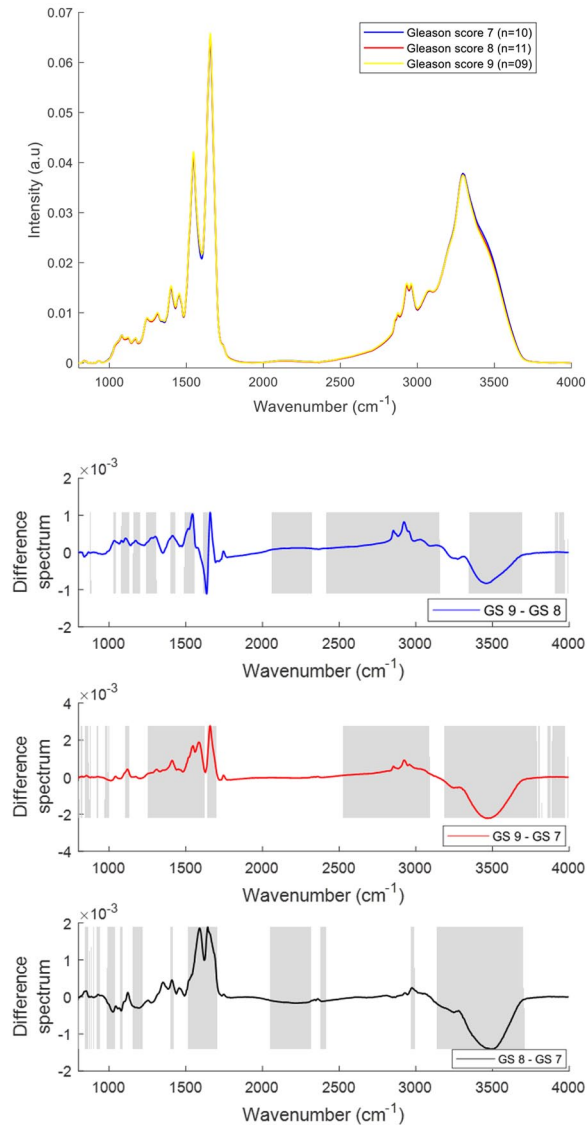 0.07
0.06
0.05
0.04
0.03
0.02
0.01
0
Intensity (a.u)
Gleason score 7 (n=10)
Gleason score 8 (n=11)
Gleason score 9 (n=09)
1000 1500 2000 2500 3000 3500 4000
Wavenumber (cm⁻¹)
×10⁻³
2
1
0
-1
-2
Difference
spectrum
GS 9 - GS 8
1000 1500 2000 2500 3000 3500 4000
Wavenumber (cm⁻¹)
×10⁻³
4
2
0
-2
-4
Difference
spectrum
GS 9 - GS 7
1000 1500 2000 2500 3000 3500 4000
Wavenumber (cm⁻¹)
×10⁻³
2
1
0
-1
-2
Difference
spectrum
GS 8 - GS 7
1000 1500 2000 2500 3000 3500 4000
Wavenumber (cm⁻¹)